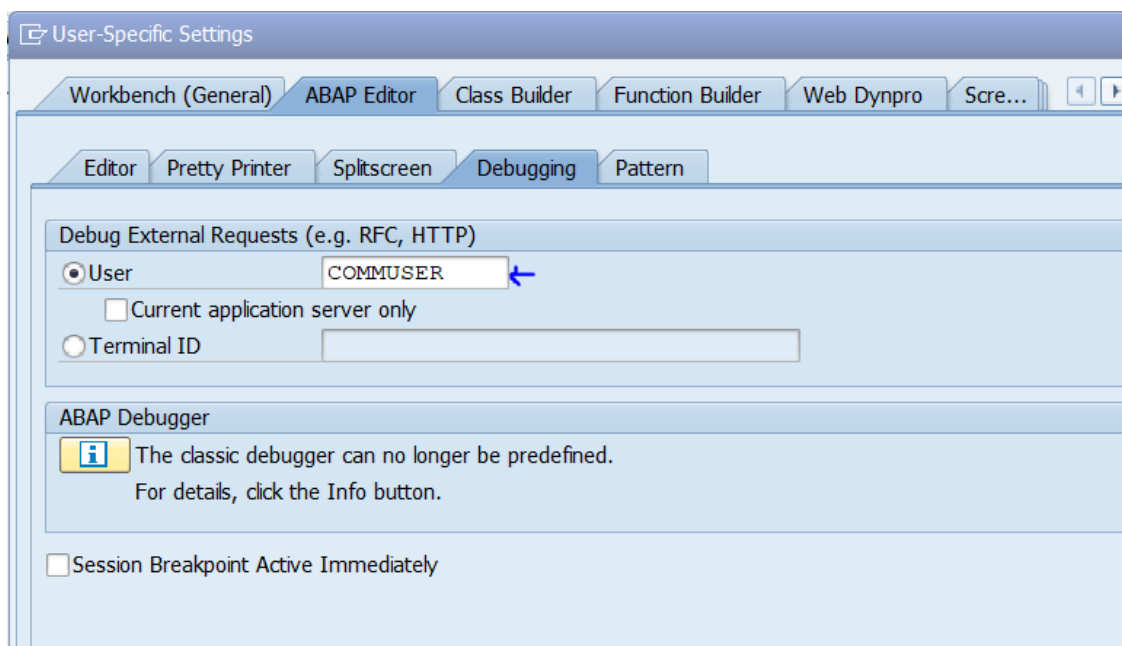 User-Specific Settings
Workbench (General) ABAP Editor Class Builder Function Builder Web Dynpro Scre...
Editor Pretty Printer Splitscreen Debugging Pattern
Debug External Requests (e.g. RFC, HTTP)
User COMMUSER
Current application server only
Terminal ID
ABAP Debugger
The classic debugger can no longer be predefined.
For details, click the Info button.
Session Breakpoint Active Immediately